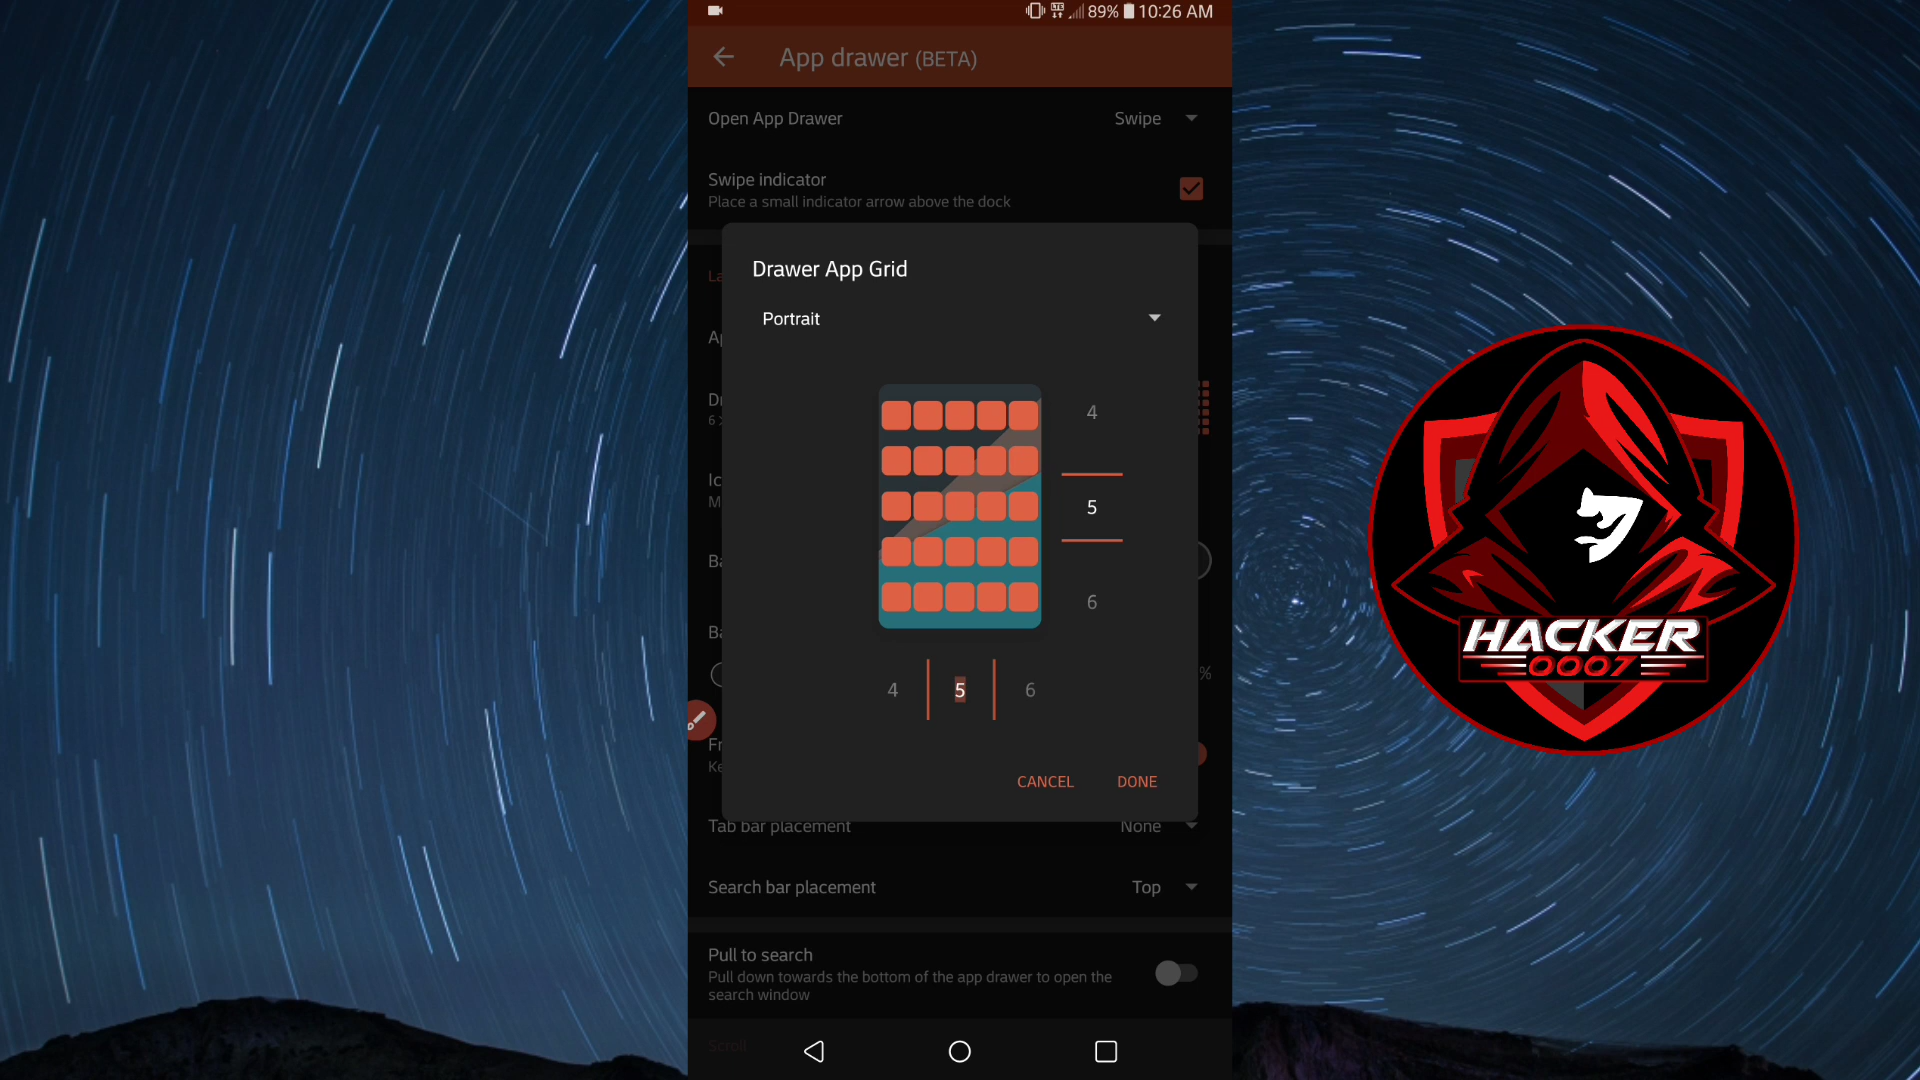 LTE 89% 10:26 AM
App drawer (BETA)
Open App Drawer Swipe
Swipe indicator
Place a small indicator arrow above the dock
Drawer App Grid
Portrait
4
5
6
4 5 6
%
CANCEL DONE
Tab bar placement None
Search bar placement Top
Pull to search
Pull down towards the bottom of the app drawer to open the
search window
Scroll
HACKER
0007